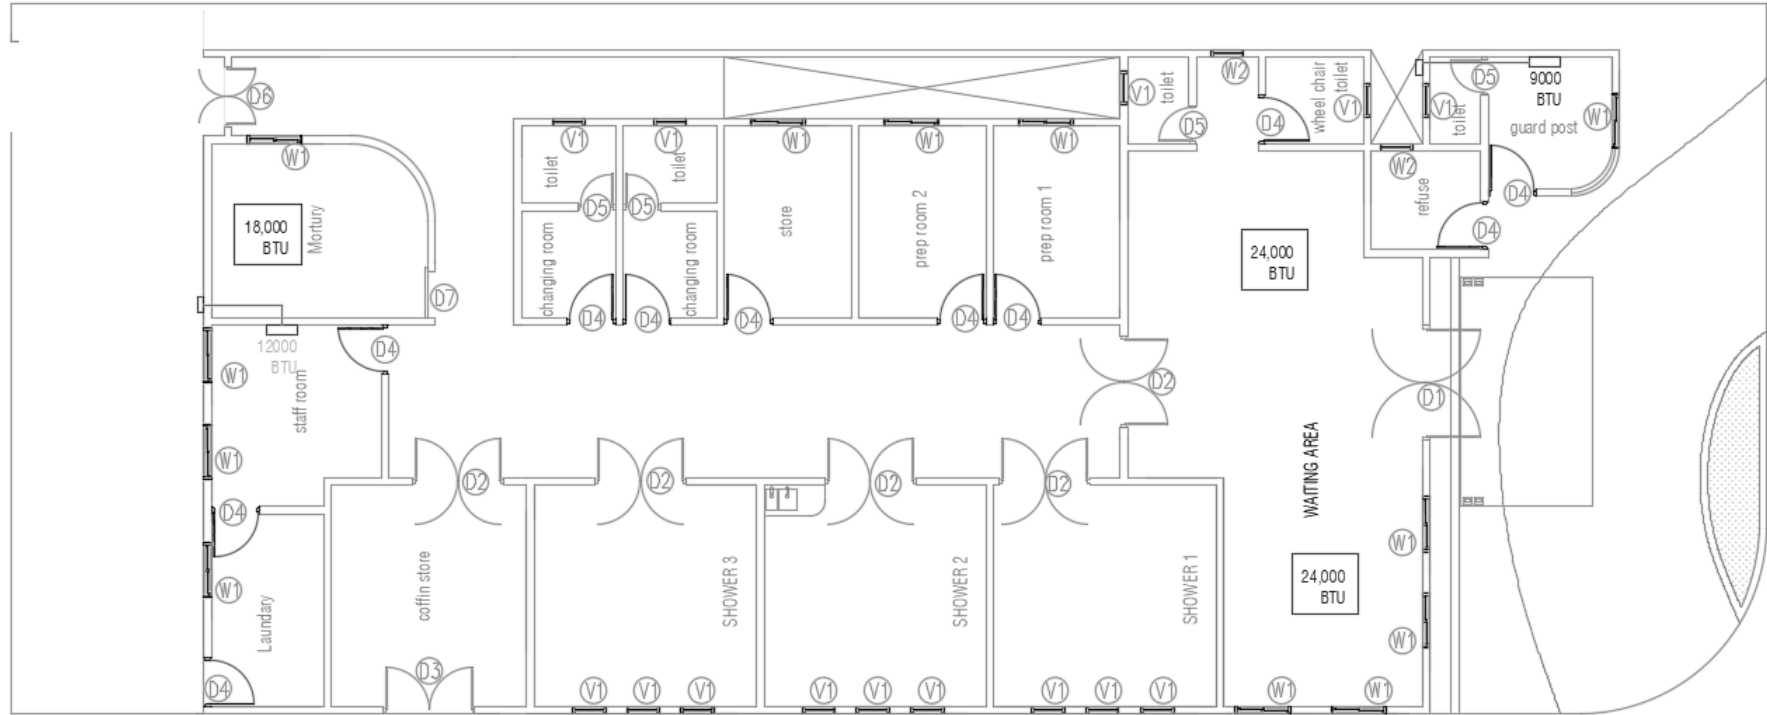 D6
V1
toilet
W2
wheel chair
toilet
V1
D5
9000
BTU
D5
D4
V1
toilet
guard post
W1
W1
Mortury
18,000
BTU
D7
V1
toilet
D5
changing room
D4
V1
toilet
D5
changing room
D4
W1
store
D4
W1
prep room 2
D4
W1
prep room 1
D4
W2
refuse
D4
D4
24,000
BTU
12000
BTU
D4
W1
staff room
W1
D2
D1
WAITING AREA
D4
W1
Laundary
D4
D2
coffin store
D3
D2
SHOWER 3
V1
V1
V1
D2
SHOWER 2
V1
V1
V1
D2
SHOWER 1
V1
V1
V1
24,000
BTU
W1
W1
W1
W1